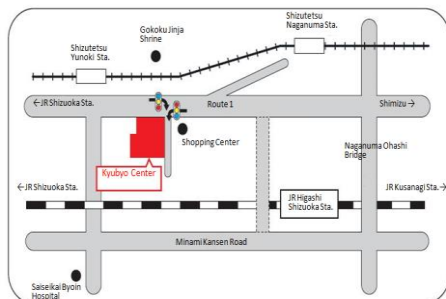 Shizutetsu
Naganuma Sta.
Gokoku Jinja
Shrine
Shizutetsu
Yunoki Sta.
←JR Shizuoka Sta.
Route 1
Shimizu→
Shopping Center
Naganuma Ohashi
Bridge
Kyubyo Center
←JR Shizuoka Sta.
JR Higashi
Shizuoka Sta.
JR Kusanagi Sta.→
Minami Kansen Road
Saiseikai Byoin
Hospital